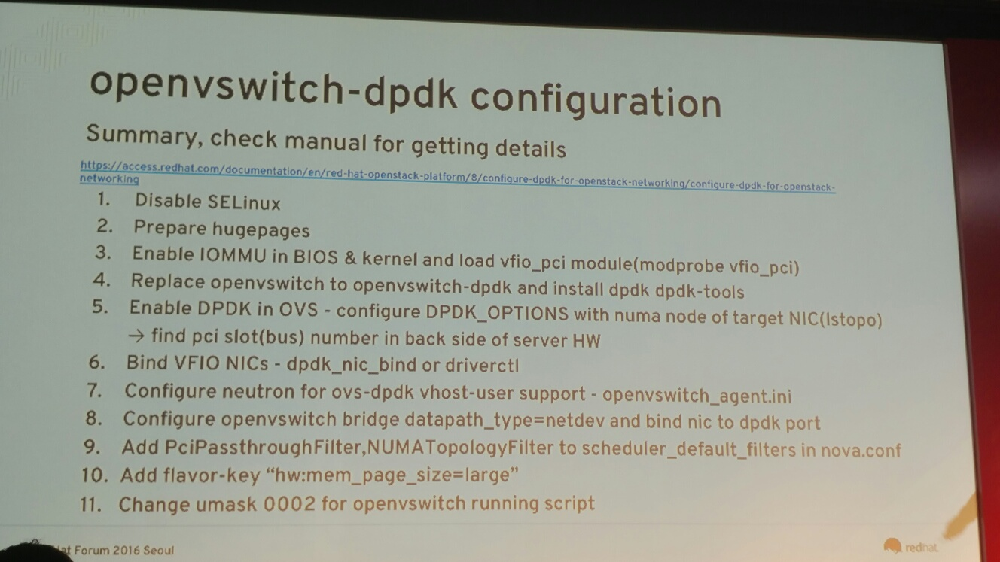 openvswitch-dpdk configuration
Summary, check manual for getting details
https://access.redhat.com/documentation/en/red-hat-openstack-platform/8/configure-dpdk-for-openstack-networking/configure-dpdk-for-openstack-
networking
1. Disable SELinux
2. Prepare hugepages
3. Enable IOMMU in BIOS & kernel and load vfio_pci module(modprobe vfio_pci)
4. Replace openvswitch to openvswitch-dpdk and install dpdk dpdk-tools
5. Enable DPDK in OVS - configure DPDK_OPTIONS with numa node of target NIC(lstopo)
→ find pci slot(bus) number in back side of server HW
6. Bind VFIO NICs - dpdk_nic_bind or driverctl
7. Configure neutron for ovs-dpdk vhost-user support - openvswitch_agent.ini
8. Configure openvswitch bridge datapath_type=netdev and bind nic to dpdk port
9. Add PciPassthroughFilter,NUMATopologyFilter to scheduler_default_filters in nova.conf
10. Add flavor-key “hw:mem_page_size=large”
11. Change umask 0002 for openvswitch running script
at Forum 2016 Seoul
redhat